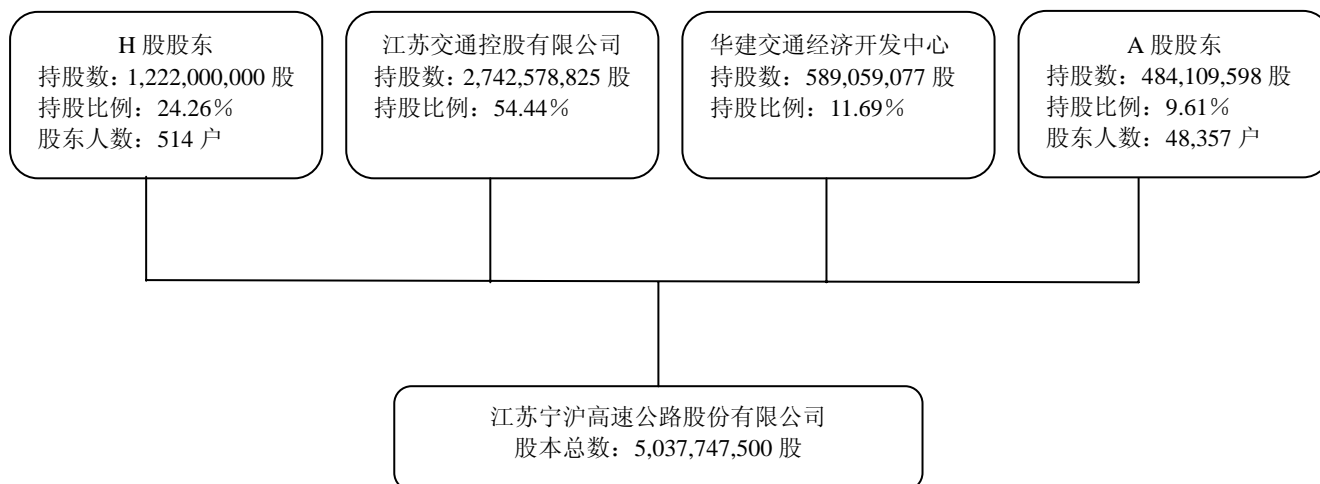 H 股股东
持股数：1,222,000,000 股
持股比例：24.26％
股东人数：514 户
江苏交通控股有限公司
持股数：2,742,578,825 股
持股比例：54.44％
华建交通经济开发中心
持股数：589,059,077 股
持股比例：11.69％
A 股股东
持股数：484,109,598 股
持股比例：9.61％
股东人数：48,357 户
江苏宁沪高速公路股份有限公司
股本总数：5,037,747,500 股